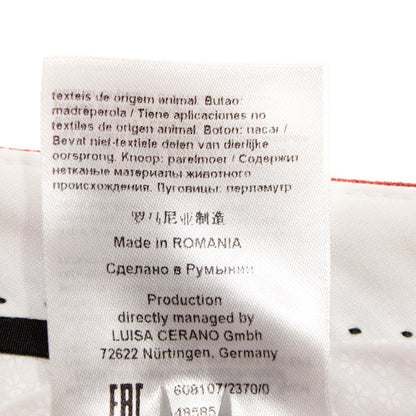 texteis de origem animal. Butao:
madrépérola / Tiene aplicaciones no
textiles de origen animal. Boton: nacar /
Bevat niet-textiele delen van dierlijke
oorsprong. Knoop: parelmoer / Содержит
нетканые материалы животного
происхождения. Пуговицы: перламутр
罗马尼亚制造
Made in ROMANIA
Сделано в Румынии
Production
directly managed by
LUISA CERANO Gmbh
72622 Nürtingen, Germany
EAC 608107/2370/0
48585